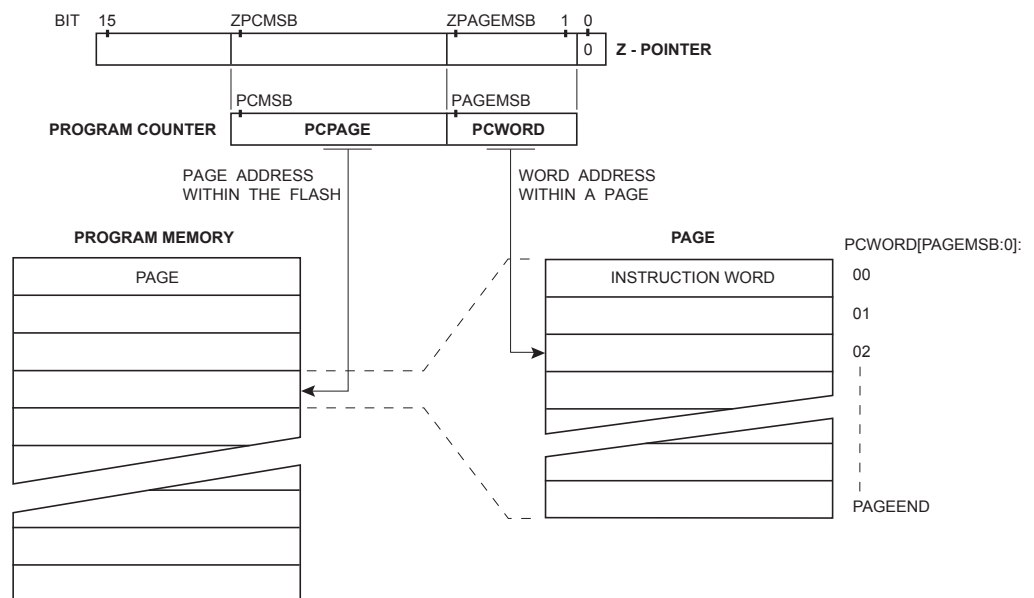 BIT 15 ZPCMSB ZPAGEMSB 1 0
0 Z - POINTER
PCMSB PAGEMSB
PROGRAM COUNTER PCPAGE PCWORD
PAGE ADDRESS
WITHIN THE FLASH
WORD ADDRESS
WITHIN A PAGE
PROGRAM MEMORY
PAGE
PAGE
PCWORD[PAGEMSB:0]:
INSTRUCTION WORD 00
01
02
PAGEEND